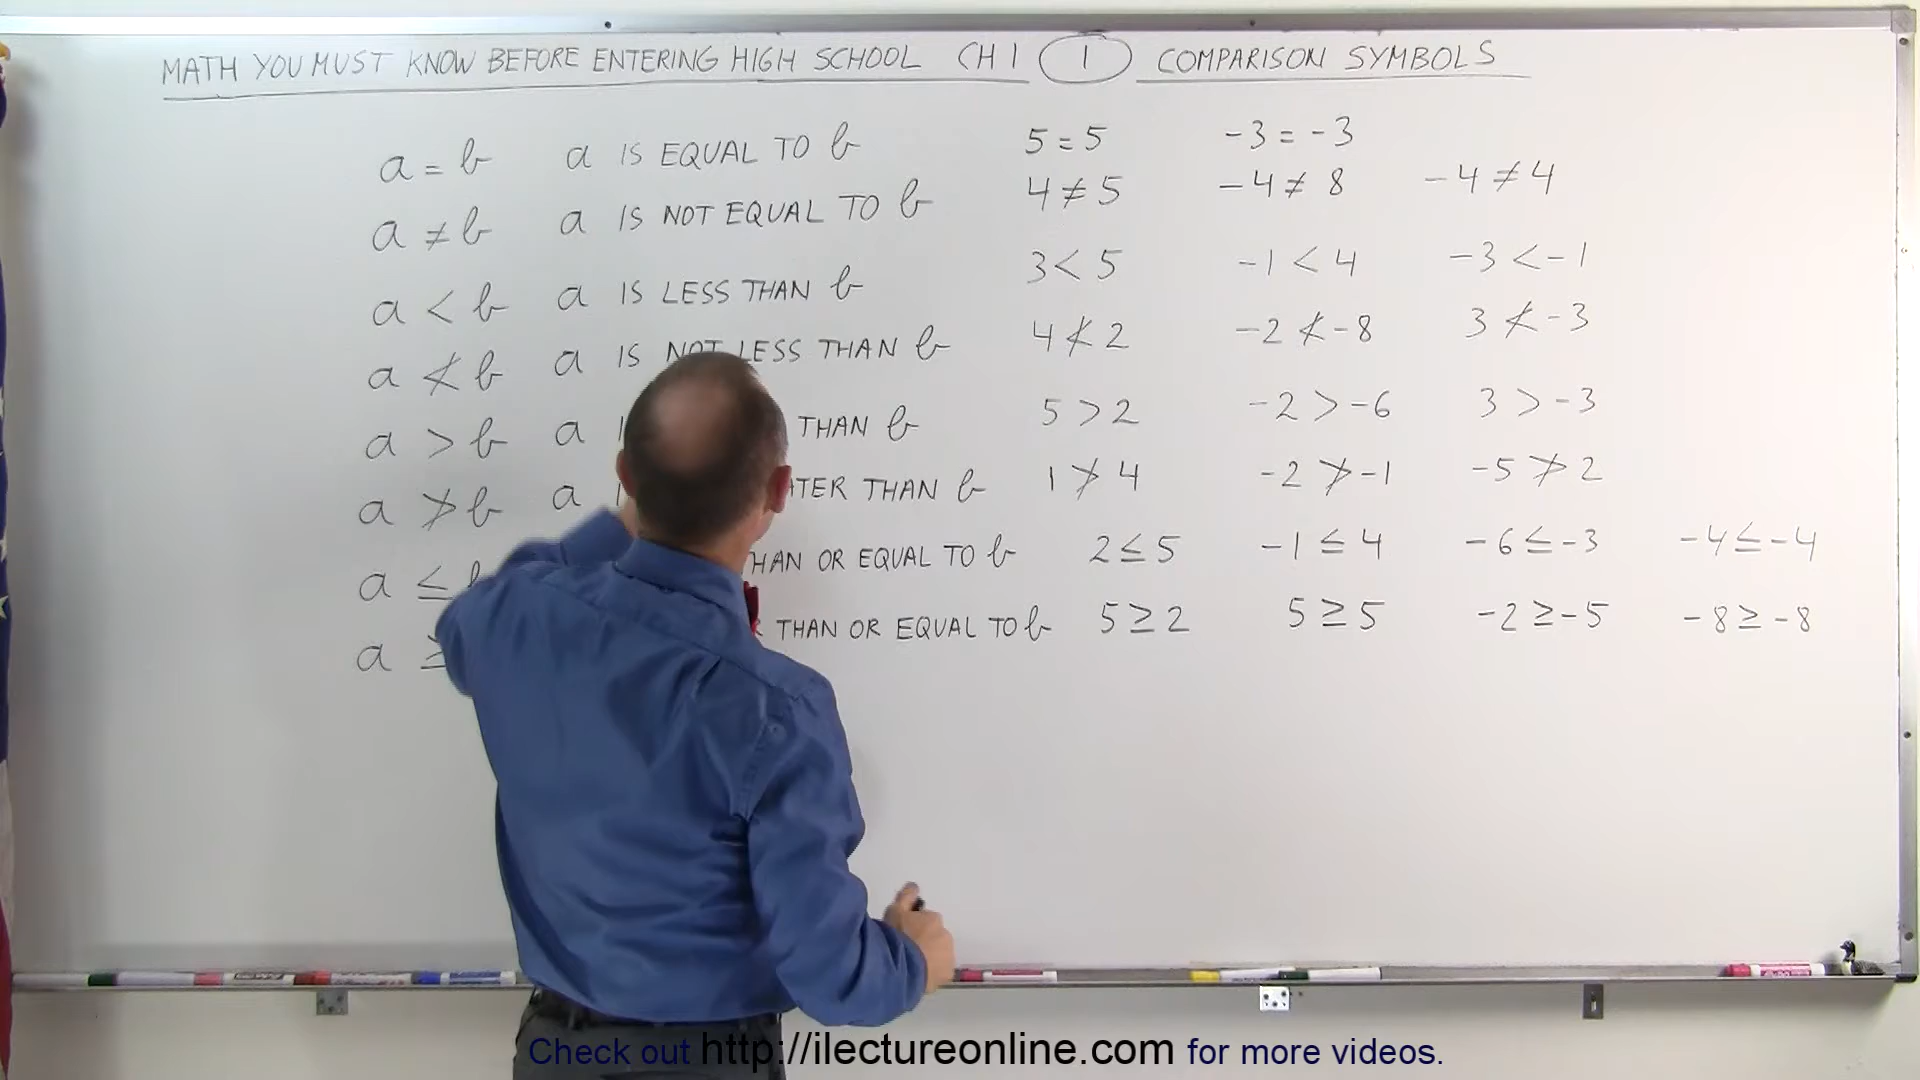 MATH YOU MUST KNOW BEFORE ENTERING HIGH SCHOOL CH 1 1 COMPARISON SYMBOLS
a = b a IS EQUAL TO b 5 = 5 -3 = -3
a ≠ b a IS NOT EQUAL TO b 4 ≠ 5 -4 ≠ 8 -4 ≠ 4
a < b a IS LESS THAN b 3 < 5 -1 < 4 -3 < -1
a ≮ b a IS NOT LESS THAN b 4 ≮ 2 -2 ≮ -8 3 ≮ -3
a > b a THAN b 5 > 2 -2 > -6 3 > -3
a ≯ b a THAN b 1 ≯ 4 -2 ≯ -1 -5 ≯ 2
a ≤ OR EQUAL TO b 2 ≤ 5 -1 ≤ 4 -6 ≤ -3 -4 ≤ -4
a ≥ THAN OR EQUAL TO b 5 ≥ 2 5 ≥ 5 -2 ≥ -5 -8 ≥ -8
Check out http://ilectureonline.com for more videos.